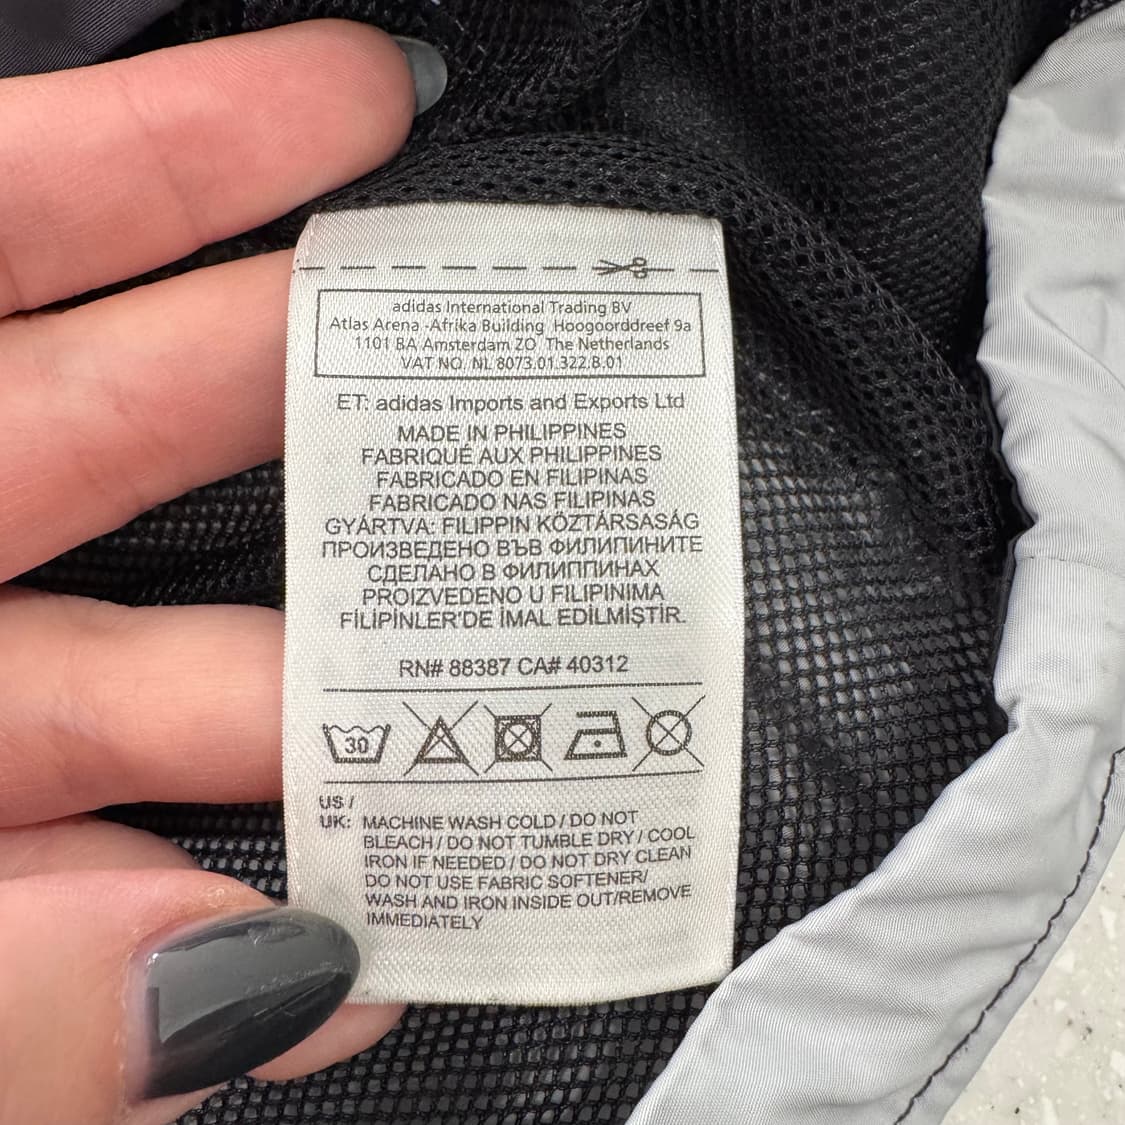 adidas International Trading BV
Atlas Arena -Afrika Building Hoogoorddreef 9a
1101 BA Amsterdam ZO The Netherlands
VAT NO. NL 8073.01.322.B.01
ET: adidas Imports and Exports Ltd
MADE IN PHILIPPINES
FABRIQUÉ AUX PHILIPPINES
FABRICADO EN FILIPINAS
FABRICADO NAS FILIPINAS
GYÁRTVA: FILIPPIN KÖZTÁRSASÁG
ПРОИЗВЕДЕНО ВЪВ ФИЛИПИНИТЕ
СДЕЛАНО В ФИЛИППИНАХ
PROIZVEDENO U FILIPINIMA
FİLİPİNLER'DE İMAL EDİLMİŞTİR.
RN# 88387 CA# 40312
30
US /
UK: MACHINE WASH COLD / DO NOT
BLEACH / DO NOT TUMBLE DRY / COOL
IRON IF NEEDED / DO NOT DRY CLEAN
DO NOT USE FABRIC SOFTENER/
WASH AND IRON INSIDE OUT/REMOVE
IMMEDIATELY